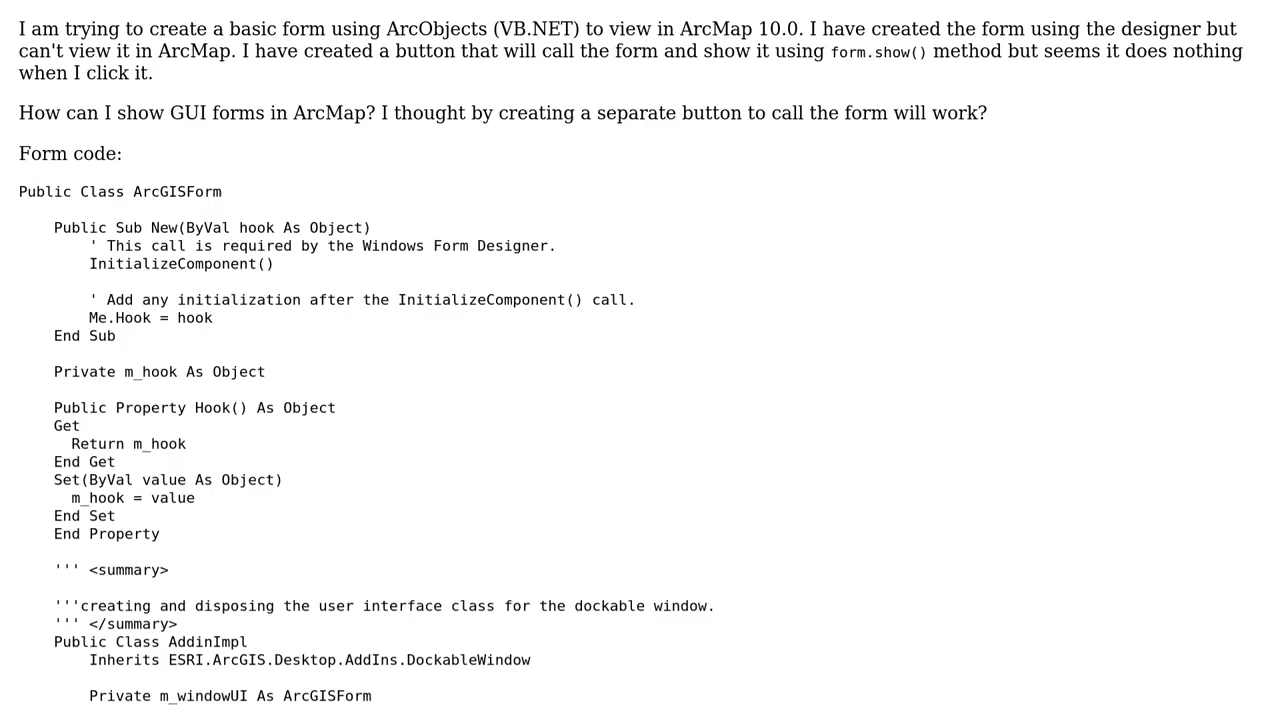 I am trying to create a basic form using ArcObjects (VB.NET) to view in ArcMap 10.0. I have created the form using the designer but
can't view it in ArcMap. I have created a button that will call the form and show it using form.show() method but seems it does nothing
when I click it.
How can I show GUI forms in ArcMap? I thought by creating a separate button to call the form will work?
Form code:
Public Class ArcGISForm
    Public Sub New(ByVal hook As Object)
        ' This call is required by the Windows Form Designer.
        InitializeComponent()
        ' Add any initialization after the InitializeComponent() call.
        Me.Hook = hook
    End Sub
    Private m_hook As Object
    Public Property Hook() As Object
    Get
      Return m_hook
    End Get
    Set(ByVal value As Object)
      m_hook = value
    End Set
    End Property
    ''' <summary>
    '''creating and disposing the user interface class for the dockable window.
    ''' </summary>
    Public Class AddinImpl
        Inherits ESRI.ArcGIS.Desktop.AddIns.DockableWindow
        Private m_windowUI As ArcGISForm